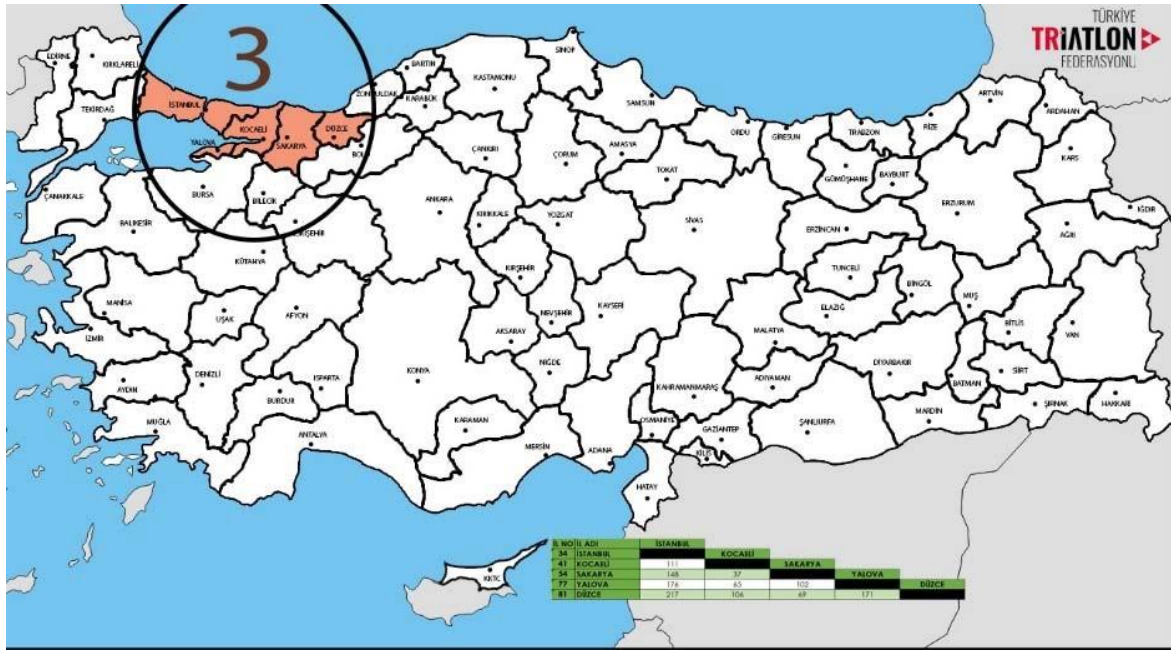 3
TÜRKİYE
TRİATLON
FEDERASYONU
EDİRNE
KIRKLARELİ
TEKİRDAĞ
İSTANBUL
KOCAELİ
YALOVA
SAKARYA
DÜZCE
BOL
ZONGULDAK
BARTIN
KARABÜK
KASTAMONU
SİNOP
SAMSUN
ORDU
GİRESUN
TRABZON
RİZE
ARTVİN
ARDAHAN
KARS
IĞDIR
AĞRI
ÇANAKKALE
BALIKESİR
BURSA
BİLECİK
ESKİŞEHİR
KÜTAHYA
ANKARA
ÇANKIRI
KIRIKKALE
ÇORUM
AMASYA
TOKAT
YOZGAT
SİVAS
GÜMÜŞHANE
BAYBURT
ERZURUM
ERZİNCAN
TUNCELİ
BİNGÖL
MUŞ
BİTLİS
VAN
MANİSA
İZMİR
UŞAK
AFYON
KIRŞEHİR
NEVŞEHİR
AKSARAY
KAYSERİ
MALATYA
ELAZIĞ
DİYARBAKIR
BATMAN
SİİRT
ŞIRNAK
HAKKARİ
AYDIN
DENİZLİ
BURDUR
ISPARTA
KONYA
NİĞDE
KAHRAMANMARAŞ
ADIYAMAN
ŞANLIURFA
MARDİN
MUĞLA
ANTALYA
KARAMAN
MERSİN
ADANA
OSMANİYE
GAZİANTEP
KİLİS
HATAY
KKTC
İL NO İL ADI İSTANBUL
34 İSTANBUL KOCAELİ
41 KOCAELİ 111 SAKARYA
54 SAKARYA 148 37 YALOVA
77 YALOVA 176 65 102 DÜZCE
81 DÜZCE 217 106 69 171